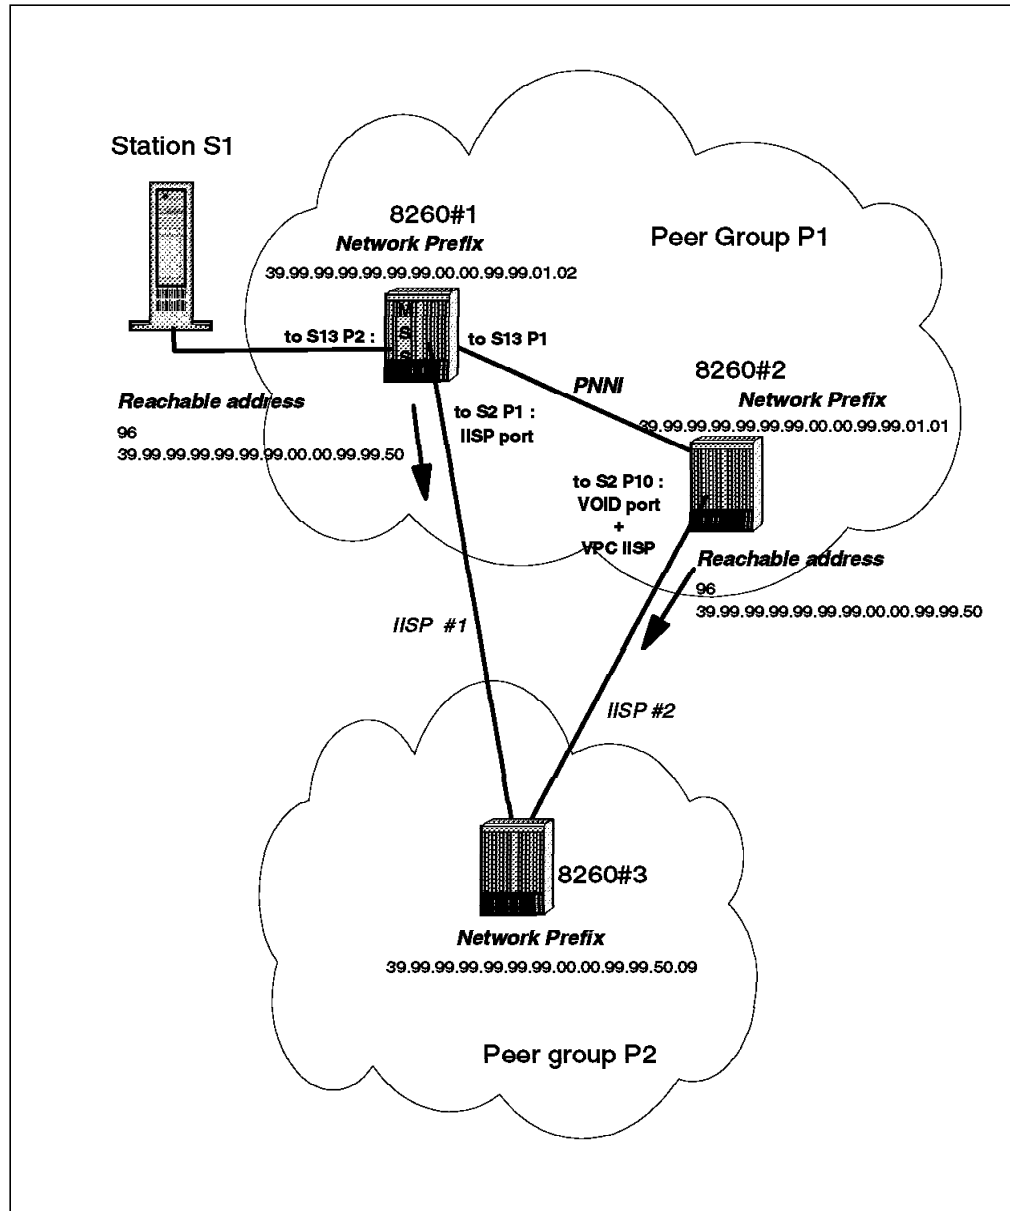 Station S1
8260#1
Network Prefix
39.99.99.99.99.99.99.00.00.99.99.01.02
Peer Group P1
MSS
to S13 P2 :
to S13 P1
PNNI
8260#2
Network Prefix
39.99.99.99.99.99.99.00.00.99.99.01.01
Reachable address
96
39.99.99.99.99.99.99.00.00.99.99.50
to S2 P1 :
IISP port
to S2 P10 :
VOID port
+
VPC IISP
Reachable address
96
39.99.99.99.99.99.99.00.00.99.99.50
IISP #1
IISP #2
8260#3
Network Prefix
39.99.99.99.99.99.99.00.00.99.99.50.09
Peer group P2